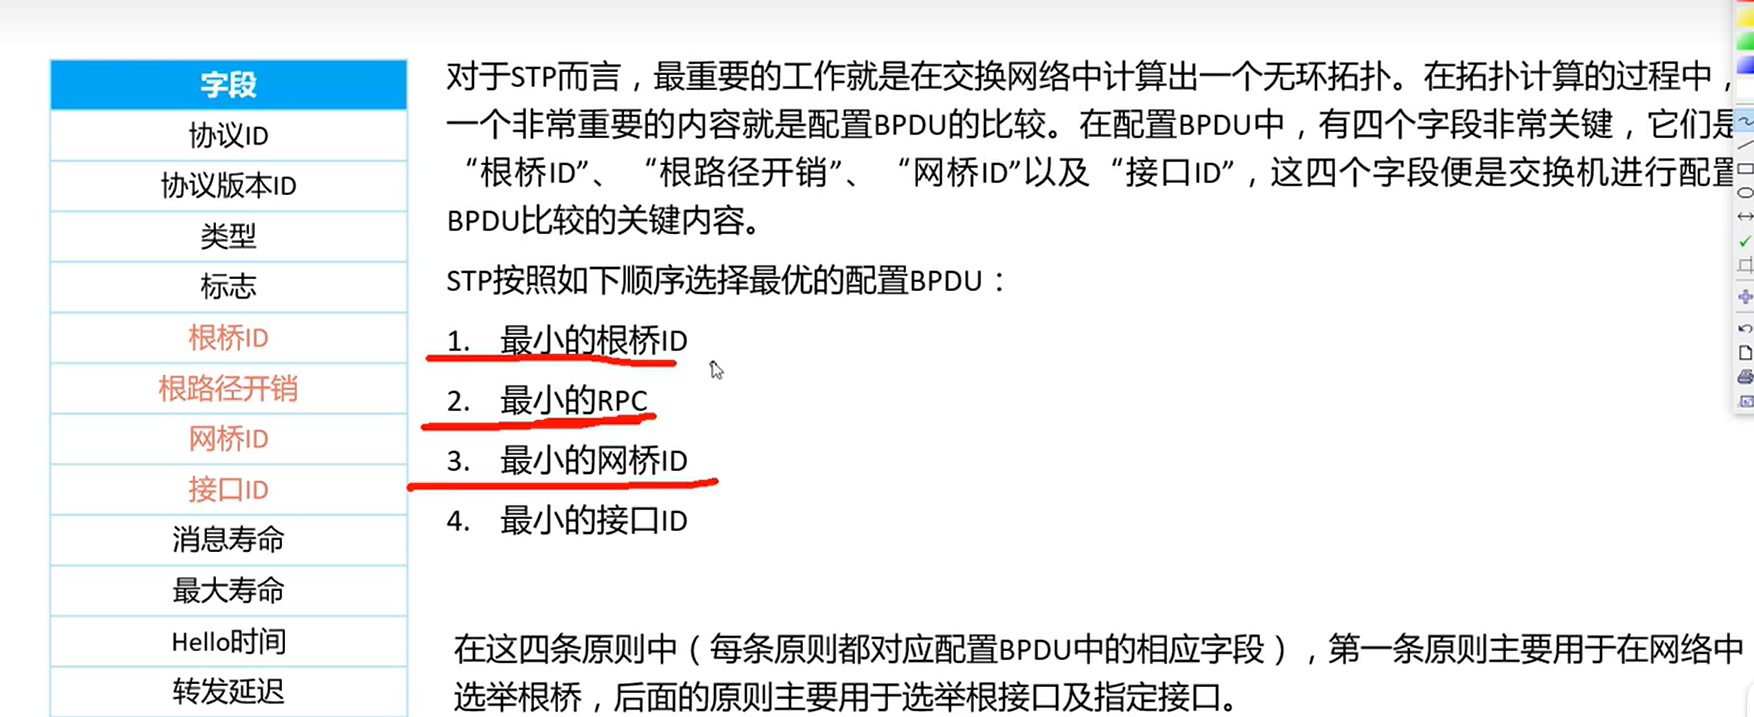 字段
协议ID
协议版本ID
类型
标志
根桥ID
根路径开销
网桥ID
接口ID
消息寿命
最大寿命
Hello时间
转发延迟
对于STP而言，最重要的工作就是在交换网络中计算出一个无环拓扑。在拓扑计算的过程中，
一个非常重要的内容就是配置BPDU的比较。在配置BPDU中，有四个字段非常关键，它们是
“根桥ID”、 “根路径开销”、 “网桥ID”以及“接口ID”，这四个字段便是交换机进行配置
BPDU比较的关键内容。
STP按照如下顺序选择最优的配置BPDU：
1. 最小的根桥ID
2. 最小的RPC
3. 最小的网桥ID
4. 最小的接口ID
在这四条原则中（每条原则都对应配置BPDU中的相应字段），第一条原则主要用于在网络中
选举根桥，后面的原则主要用于选举根接口及指定接口。